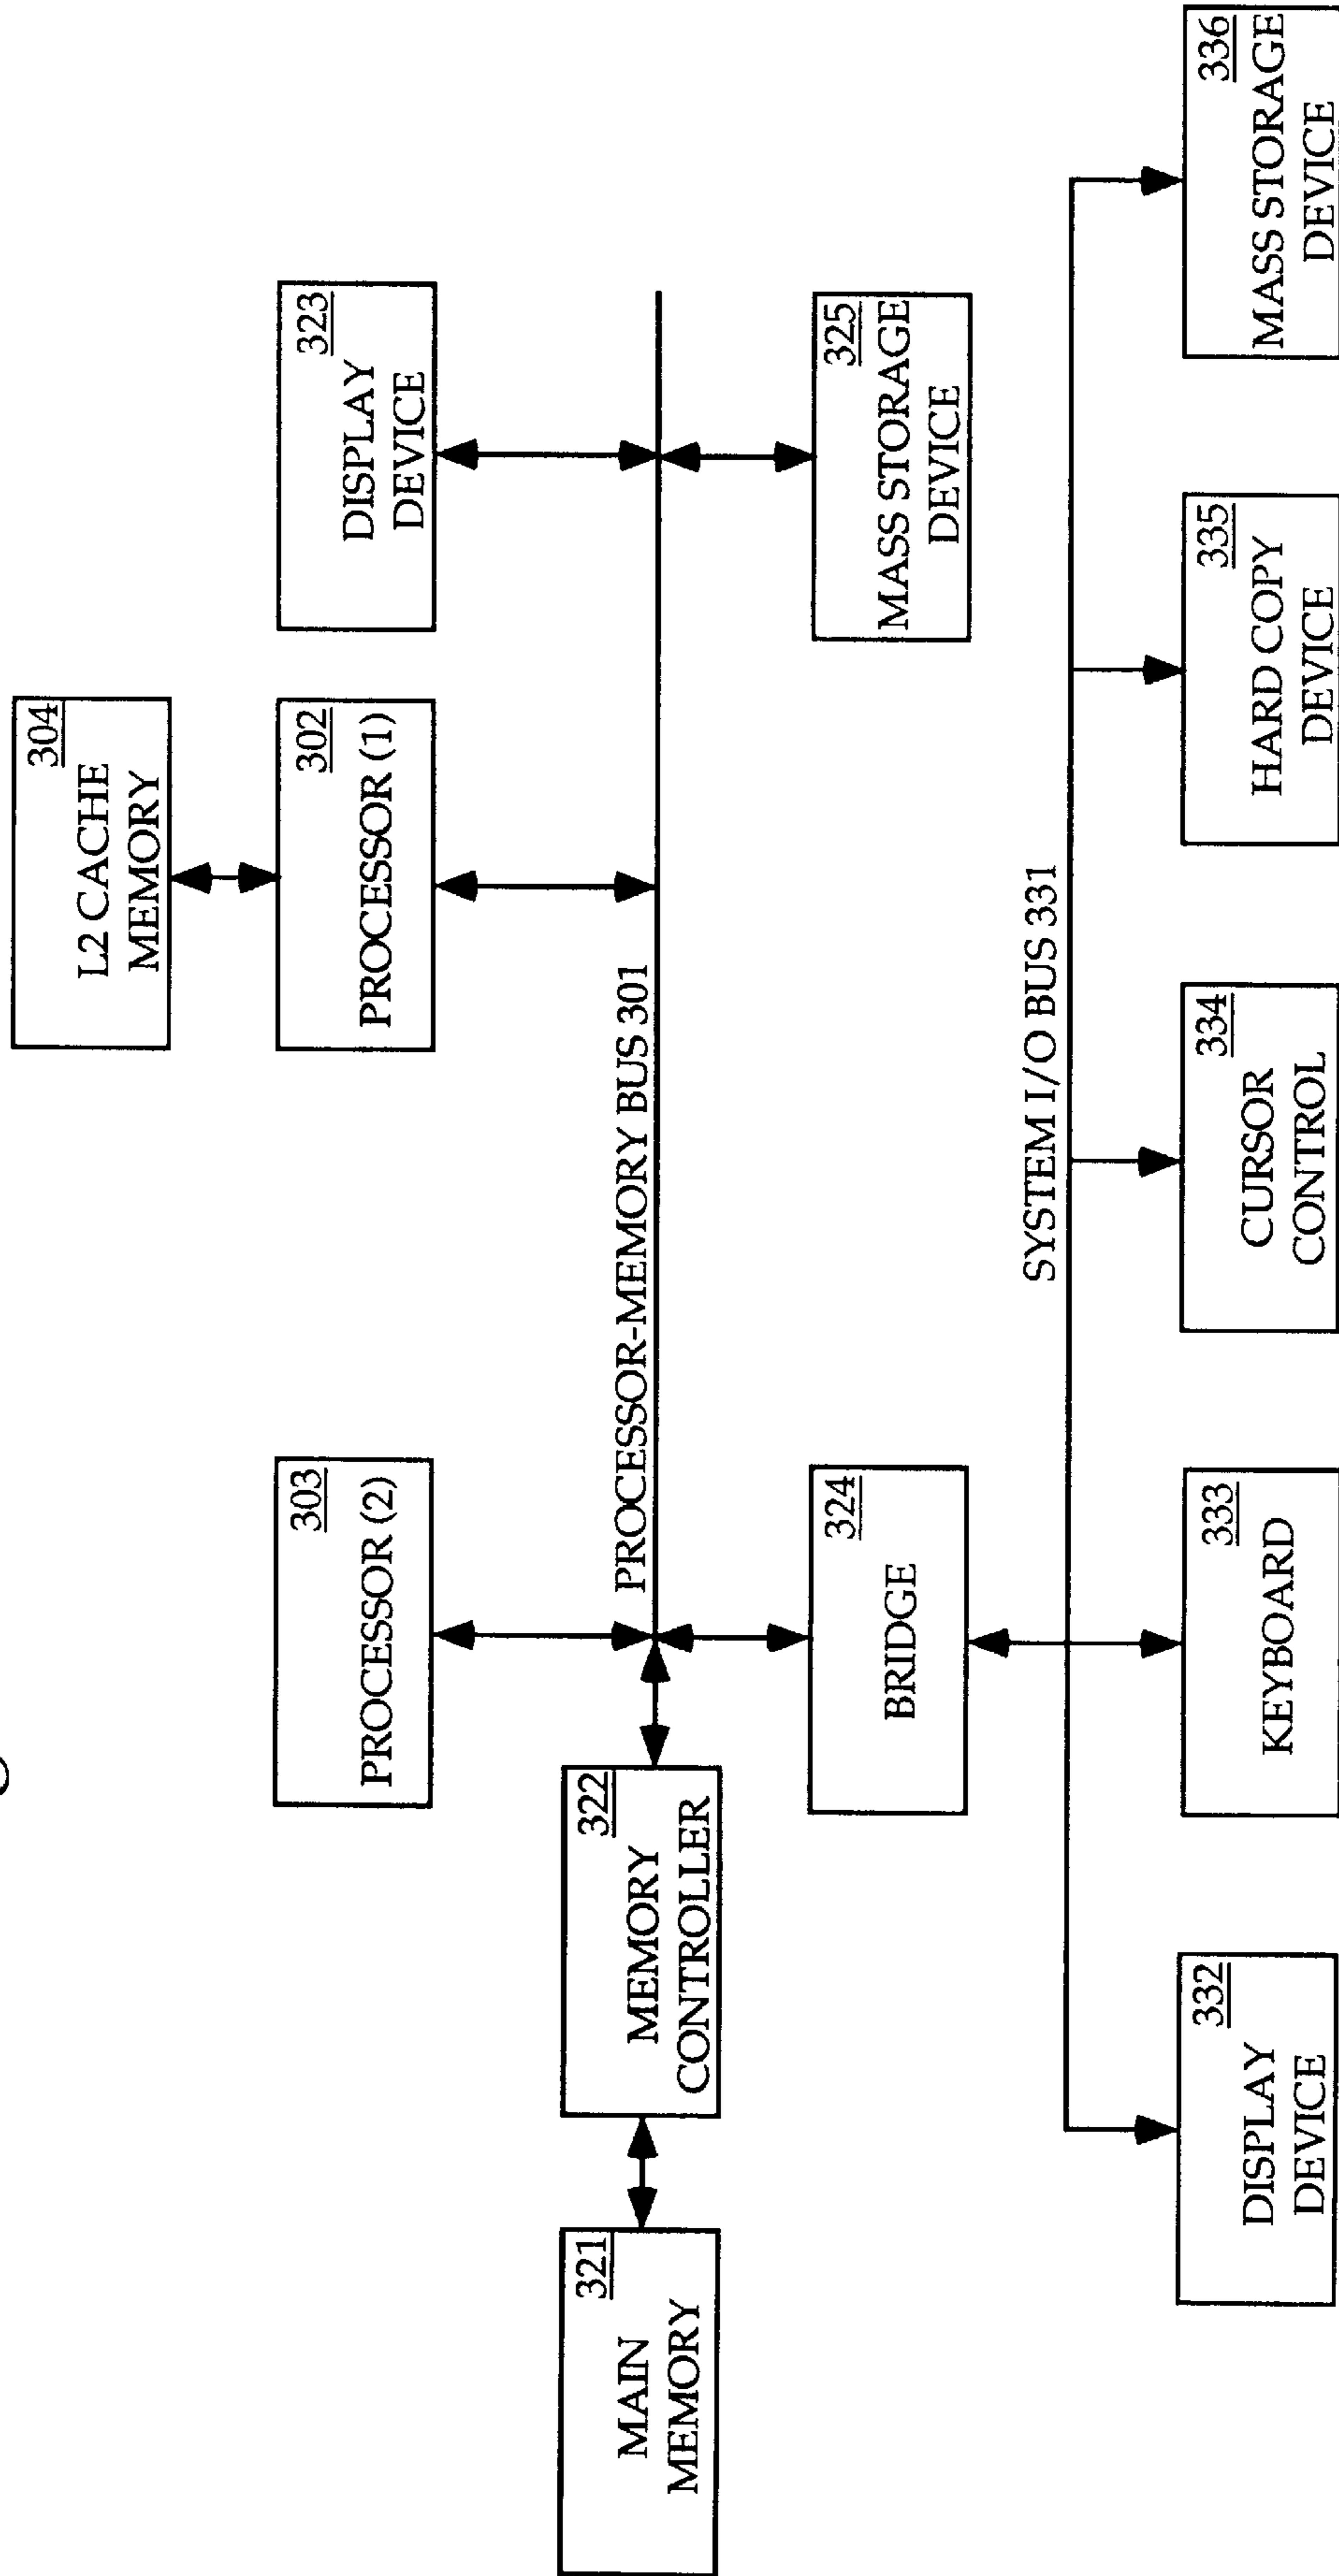 304
L2 CACHE
MEMORY
303
PROCESSOR (2)
302
PROCESSOR (1)
323
DISPLAY
DEVICE
321
MAIN
MEMORY
322
MEMORY
CONTROLLER
PROCESSOR-MEMORY BUS 301
324
BRIDGE
325
MASS STORAGE
DEVICE
SYSTEM I/O BUS 331
332
DISPLAY
DEVICE
333
KEYBOARD
334
CURSOR
CONTROL
335
HARD COPY
DEVICE
336
MASS STORAGE
DEVICE